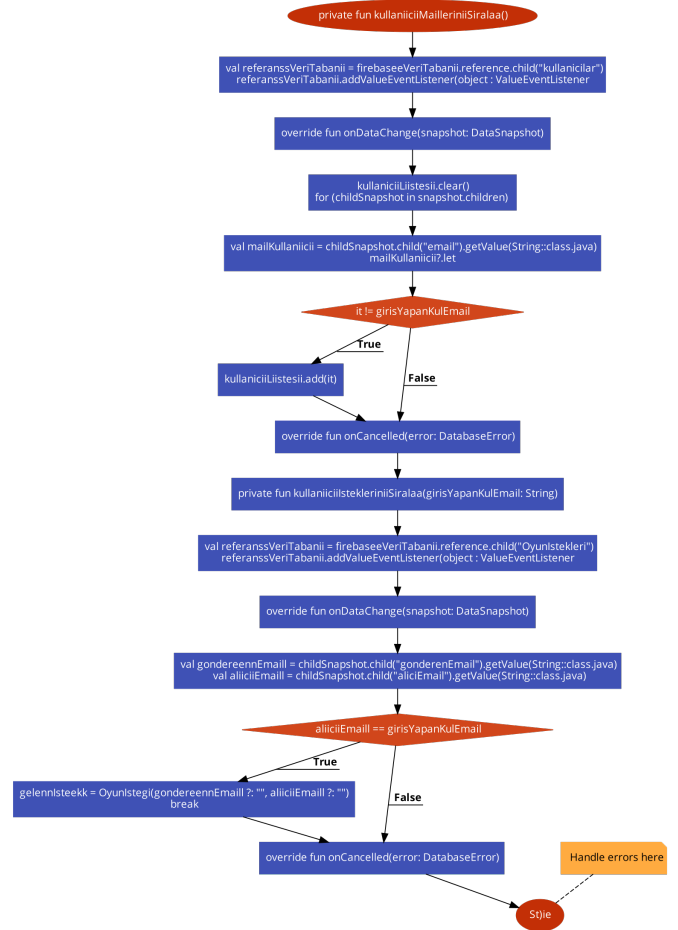 private fun kullaniiciiMailleriniiSiralaa()
val referanssVeriTabanii = firebaseeVeriTabanii.reference.child("kullanicilar")
referanssVeriTabanii.addValueEventListener(object : ValueEventListener
override fun onDataChange(snapshot: DataSnapshot)
kullaniciiLiistesii.clear()
for (childSnapshot in snapshot.children)
val mailKullaniicii = childSnapshot.child("email").getValue(String::class.java)
mailKullaniicii?.let
it != girisYapanKulEmail
True
kullaniciiLiistesii.add(it)
False
override fun onCancelled(error: DatabaseError)
private fun kullaniiciiIstekleriniiSiralaa(girisYapanKulEmail: String)
val referanssVeriTabanii = firebaseeVeriTabanii.reference.child("OyunIstekleri")
referanssVeriTabanii.addValueEventListener(object : ValueEventListener
override fun onDataChange(snapshot: DataSnapshot)
val gondereennEmaill = childSnapshot.child("gonderenEmail").getValue(String::class.java)
val aliiciiEmaill = childSnapshot.child("aliciEmail").getValue(String::class.java)
aliiciiEmaill == girisYapanKulEmail
True
gelennIsteekk = OyunIstegi(gondereennEmaill ?: "", aliiciiEmaill ?: "")
break
False
override fun onCancelled(error: DatabaseError)
Handle errors here
St)ie